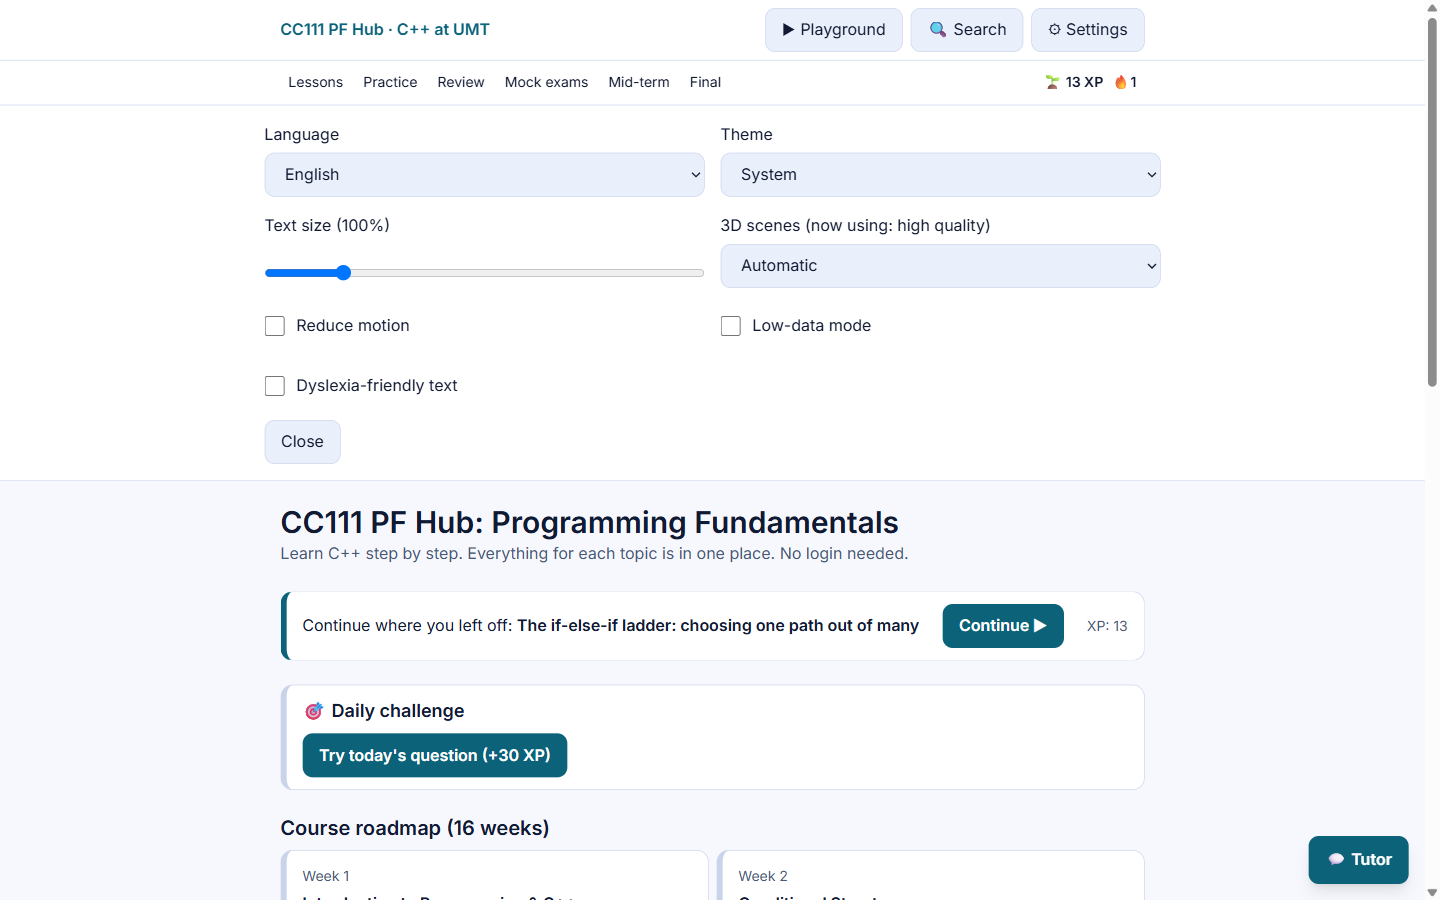 CC111 PF Hub · C++ at UMT
▶ Playground
🔍 Search
⚙ Settings
Lessons
Practice
Review
Mock exams
Mid-term
Final
🌱 13 XP 🔥 1
Language
Theme
English
System
Text size (100%)
3D scenes (now using: high quality)
Automatic
Reduce motion
Low-data mode
Dyslexia-friendly text
Close
CC111 PF Hub: Programming Fundamentals
Learn C++ step by step. Everything for each topic is in one place. No login needed.
Continue where you left off: The if-else-if ladder: choosing one path out of many
Continue ▶
XP: 13
🎯 Daily challenge
Try today's question (+30 XP)
Course roadmap (16 weeks)
Week 1
Week 2
💬 Tutor